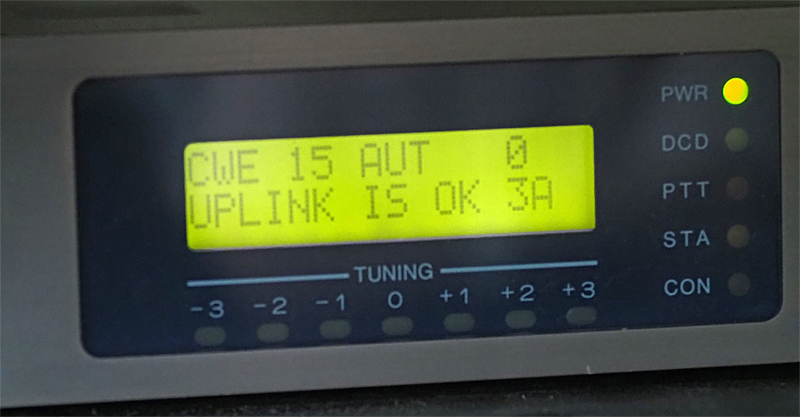 CWE 15 AUT 0
UPLINK IS OK 3A
TUNING
-3 -2 -1 0 +1 +2 +3
PWR
DCD
PTT
STA
CON